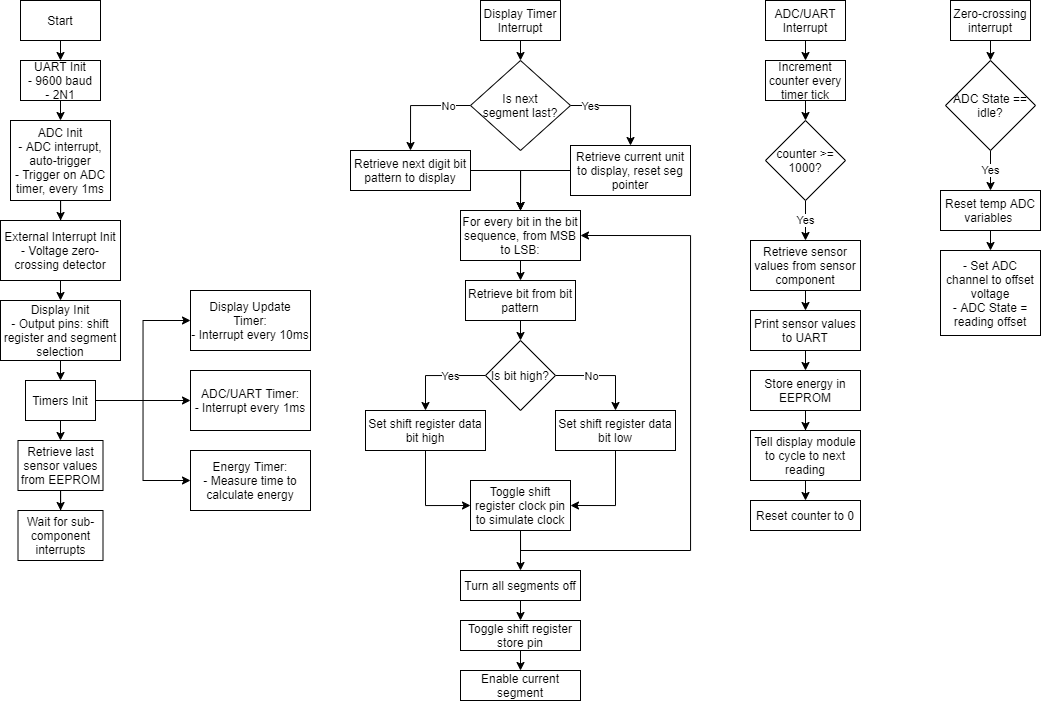 Start
UART Init
- 9600 baud
- 2N1
ADC Init
- ADC interrupt,
auto-trigger
- Trigger on ADC
timer, every 1ms
External Interrupt Init
- Voltage zero-
crossing detector
Display Init
- Output pins: shift
register and segment
selection
Timers Init
Retrieve last
sensor values
from EEPROM
Wait for sub-
component
interrupts
Display Update
Timer:
- Interrupt every 10ms
ADC/UART Timer:
- Interrupt every 1ms
Energy Timer:
- Measure time to
calculate energy
Display Timer
Interrupt
Is next
segment last?
No
Yes
Retrieve next digit bit
pattern to display
Retrieve current unit
to display, reset seg
pointer
For every bit in the bit
sequence, from MSB
to LSB:
Retrieve bit from bit
pattern
Is bit high?
Yes
No
Set shift register data
bit high
Set shift register data
bit low
Toggle shift
register clock pin
to simulate clock
Turn all segments off
Toggle shift register
store pin
Enable current
segment
ADC/UART
Interrupt
Increment
counter every
timer tick
counter >=
1000?
Yes
Retrieve sensor
values from sensor
component
Print sensor values
to UART
Store energy in
EEPROM
Tell display module
to cycle to next
reading
Reset counter to 0
Zero-crossing
interrupt
ADC State ==
idle?
Yes
Reset temp ADC
variables
- Set ADC
channel to offset
voltage
- ADC State =
reading offset